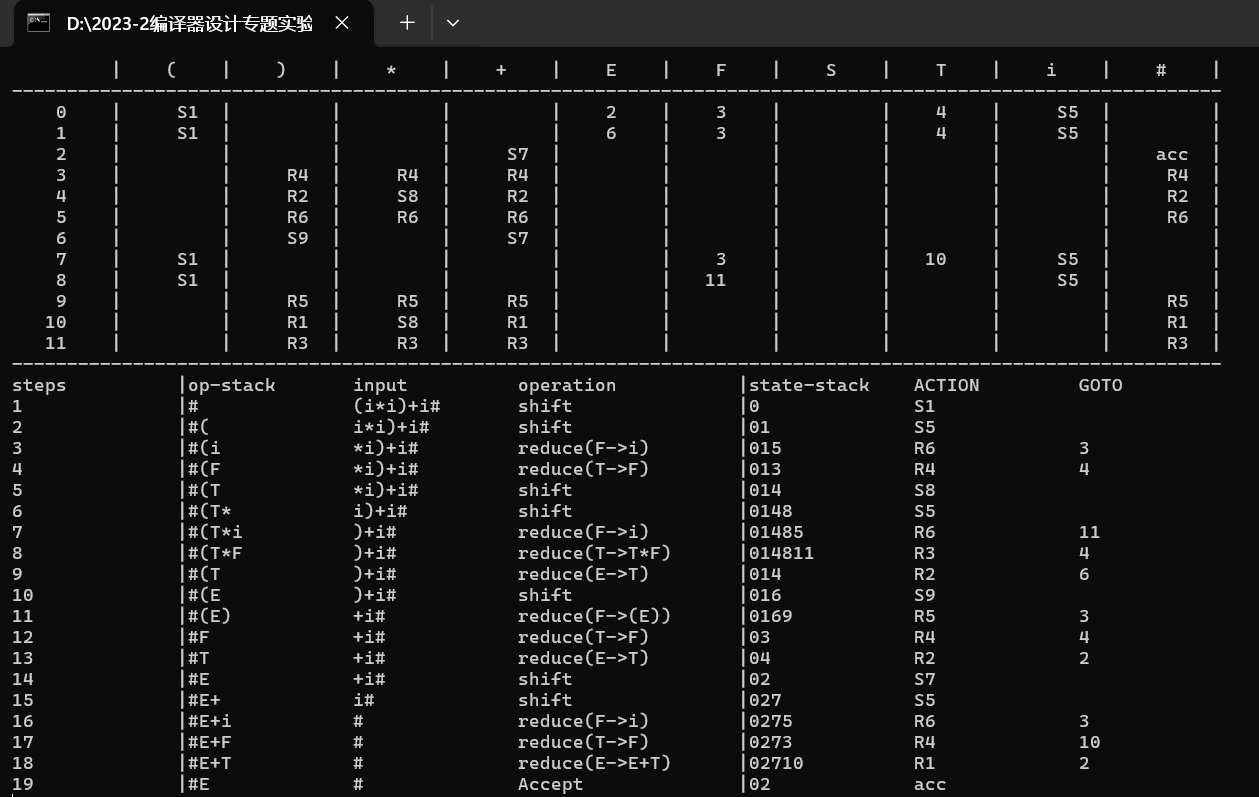 D:\2023-2编译器设计专题实验
| ( | ) | * | + | E | F | S | T | i | # |
0 | S1 | | | | 2 | 3 | | 4 | S5 | |
1 | S1 | | | | 6 | 3 | | 4 | S5 | |
2 | | | | S7 | | | | | | acc |
3 | | R4 | R4 | R4 | | | | | | R4 |
4 | | R2 | S8 | R2 | | | | | | R2 |
5 | | R6 | R6 | R6 | | | | | | R6 |
6 | | S9 | | S7 | | | | | | |
7 | S1 | | | | | 3 | | 10 | S5 | |
8 | S1 | | | | | 11 | | | S5 | |
9 | | R5 | R5 | R5 | | | | | | R5 |
10 | | R1 | S8 | R1 | | | | | | R1 |
11 | | R3 | R3 | R3 | | | | | | R3 |
steps |op-stack input operation |state-stack ACTION GOTO
1 |# (i*i)+i# shift |0 S1
2 |#( i*i)+i# shift |01 S5
3 |#(i *i)+i# reduce(F->i) |015 R6 3
4 |#(F *i)+i# reduce(T->F) |013 R4 4
5 |#(T *i)+i# shift |014 S8
6 |#(T* i)+i# shift |0148 S5
7 |#(T*i )+i# reduce(F->i) |01485 R6 11
8 |#(T*F )+i# reduce(T->T*F) |014811 R3 4
9 |#(T )+i# reduce(E->T) |014 R2 6
10 |#(E )+i# shift |016 S9
11 |#(E) +i# reduce(F->(E)) |0169 R5 3
12 |#F +i# reduce(T->F) |03 R4 4
13 |#T +i# reduce(E->T) |04 R2 2
14 |#E +i# shift |02 S7
15 |#E+ i# shift |027 S5
16 |#E+i # reduce(F->i) |0275 R6 3
17 |#E+F # reduce(T->F) |0273 R4 10
18 |#E+T # reduce(E->E+T) |02710 R1 2
19 |#E # Accept |02 acc